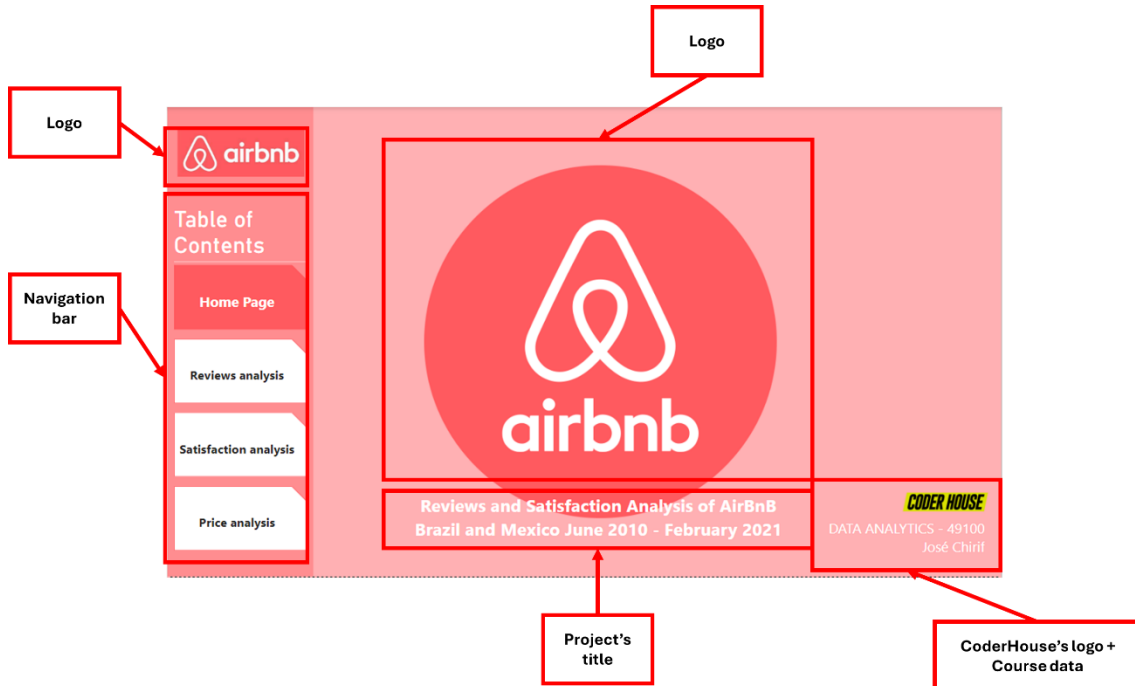 Logo
Logo
airbnb
Table of
Contents
Navigation
bar
Home Page
Reviews analysis
Satisfaction analysis
Price analysis
airbnb
Reviews and Satisfaction Analysis of AirBnB
Brazil and Mexico June 2010 - February 2021
CODER HOUSE
DATA ANALYTICS - 49100
José Chirif
Project's
title
CoderHouse's logo +
Course data